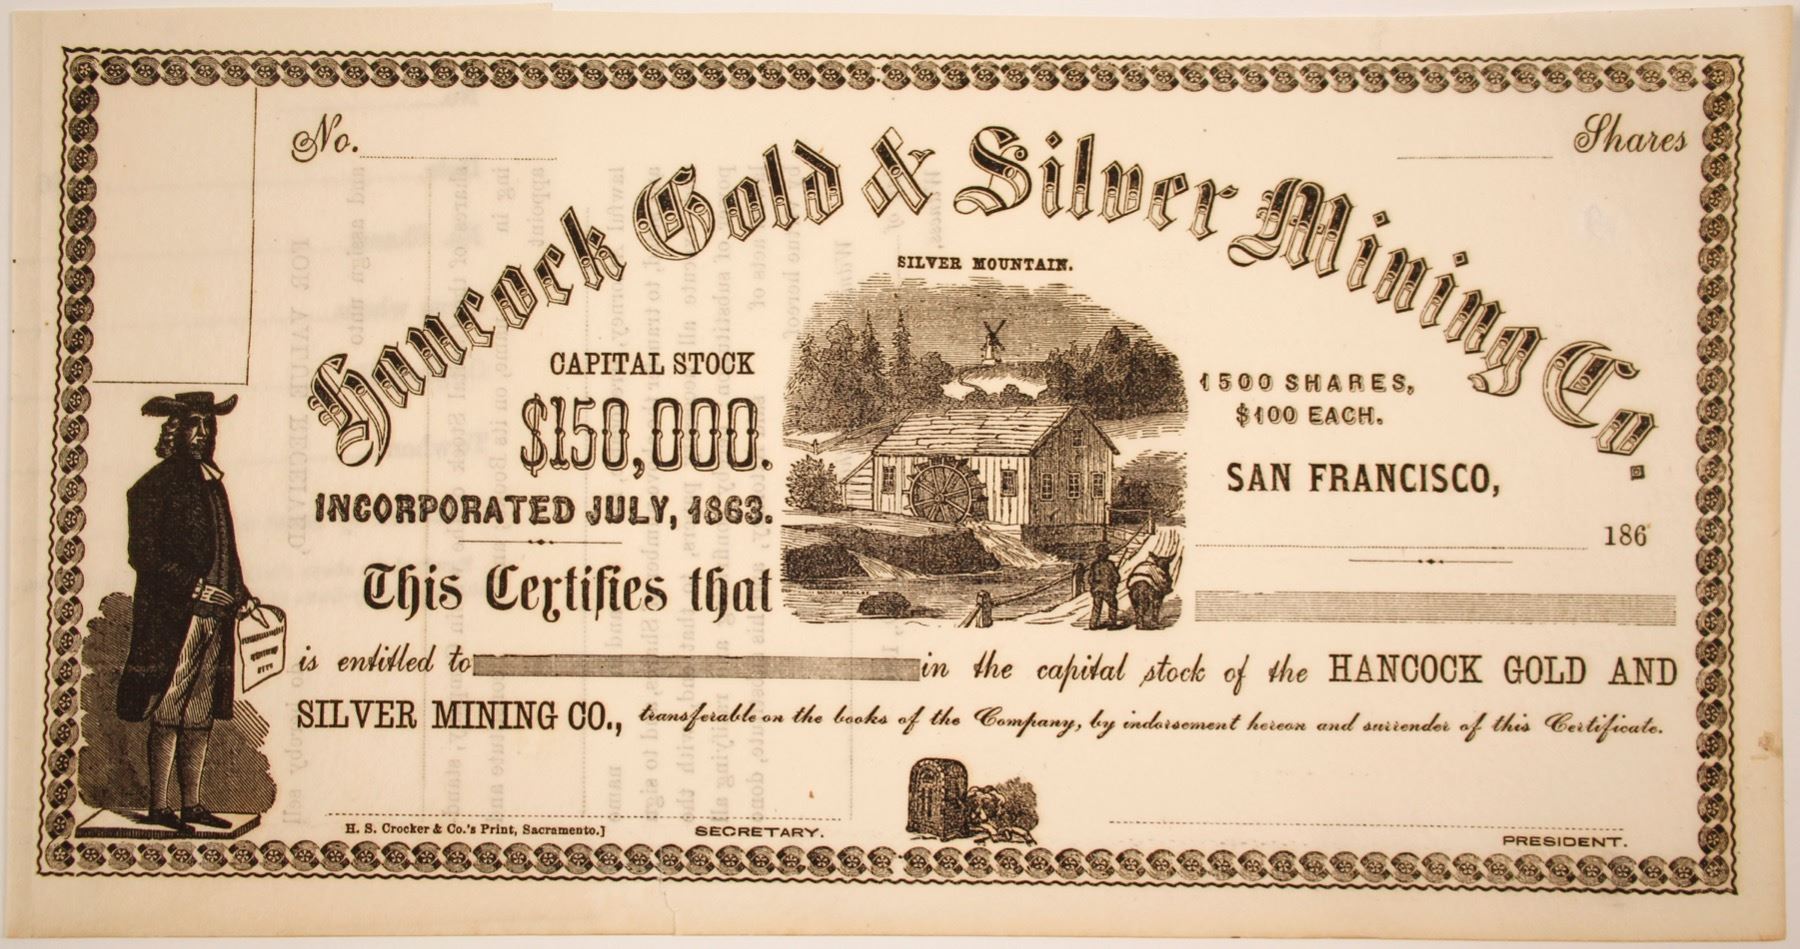 No.
Shares
Hancock Gold & Silver Mining Co.
SILVER MOUNTAIN.
CAPITAL STOCK
$150,000.
INCORPORATED JULY, 1863.
1500 SHARES,
$100 EACH.
SAN FRANCISCO,
186
This Certifies that
is entitled to in the capital stock of the HANCOCK GOLD AND
SILVER MINING CO., transferable on the books of the Company, by indorsement hereon and surrender of this Certificate.
H. S. Crocker & Co.'s Print, Sacramento.]
SECRETARY.
PRESIDENT.